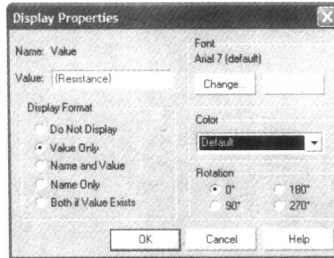 Display Properties
Name: Value
Value: {Resistance}
Display Format
Do Not Display
Value Only
Name and Value
Name Only
Both if Value Exists
Font
Arial 7 (default)
Change...
Color
Default
Rotation
0° 180°
90° 270°
OK Cancel Help